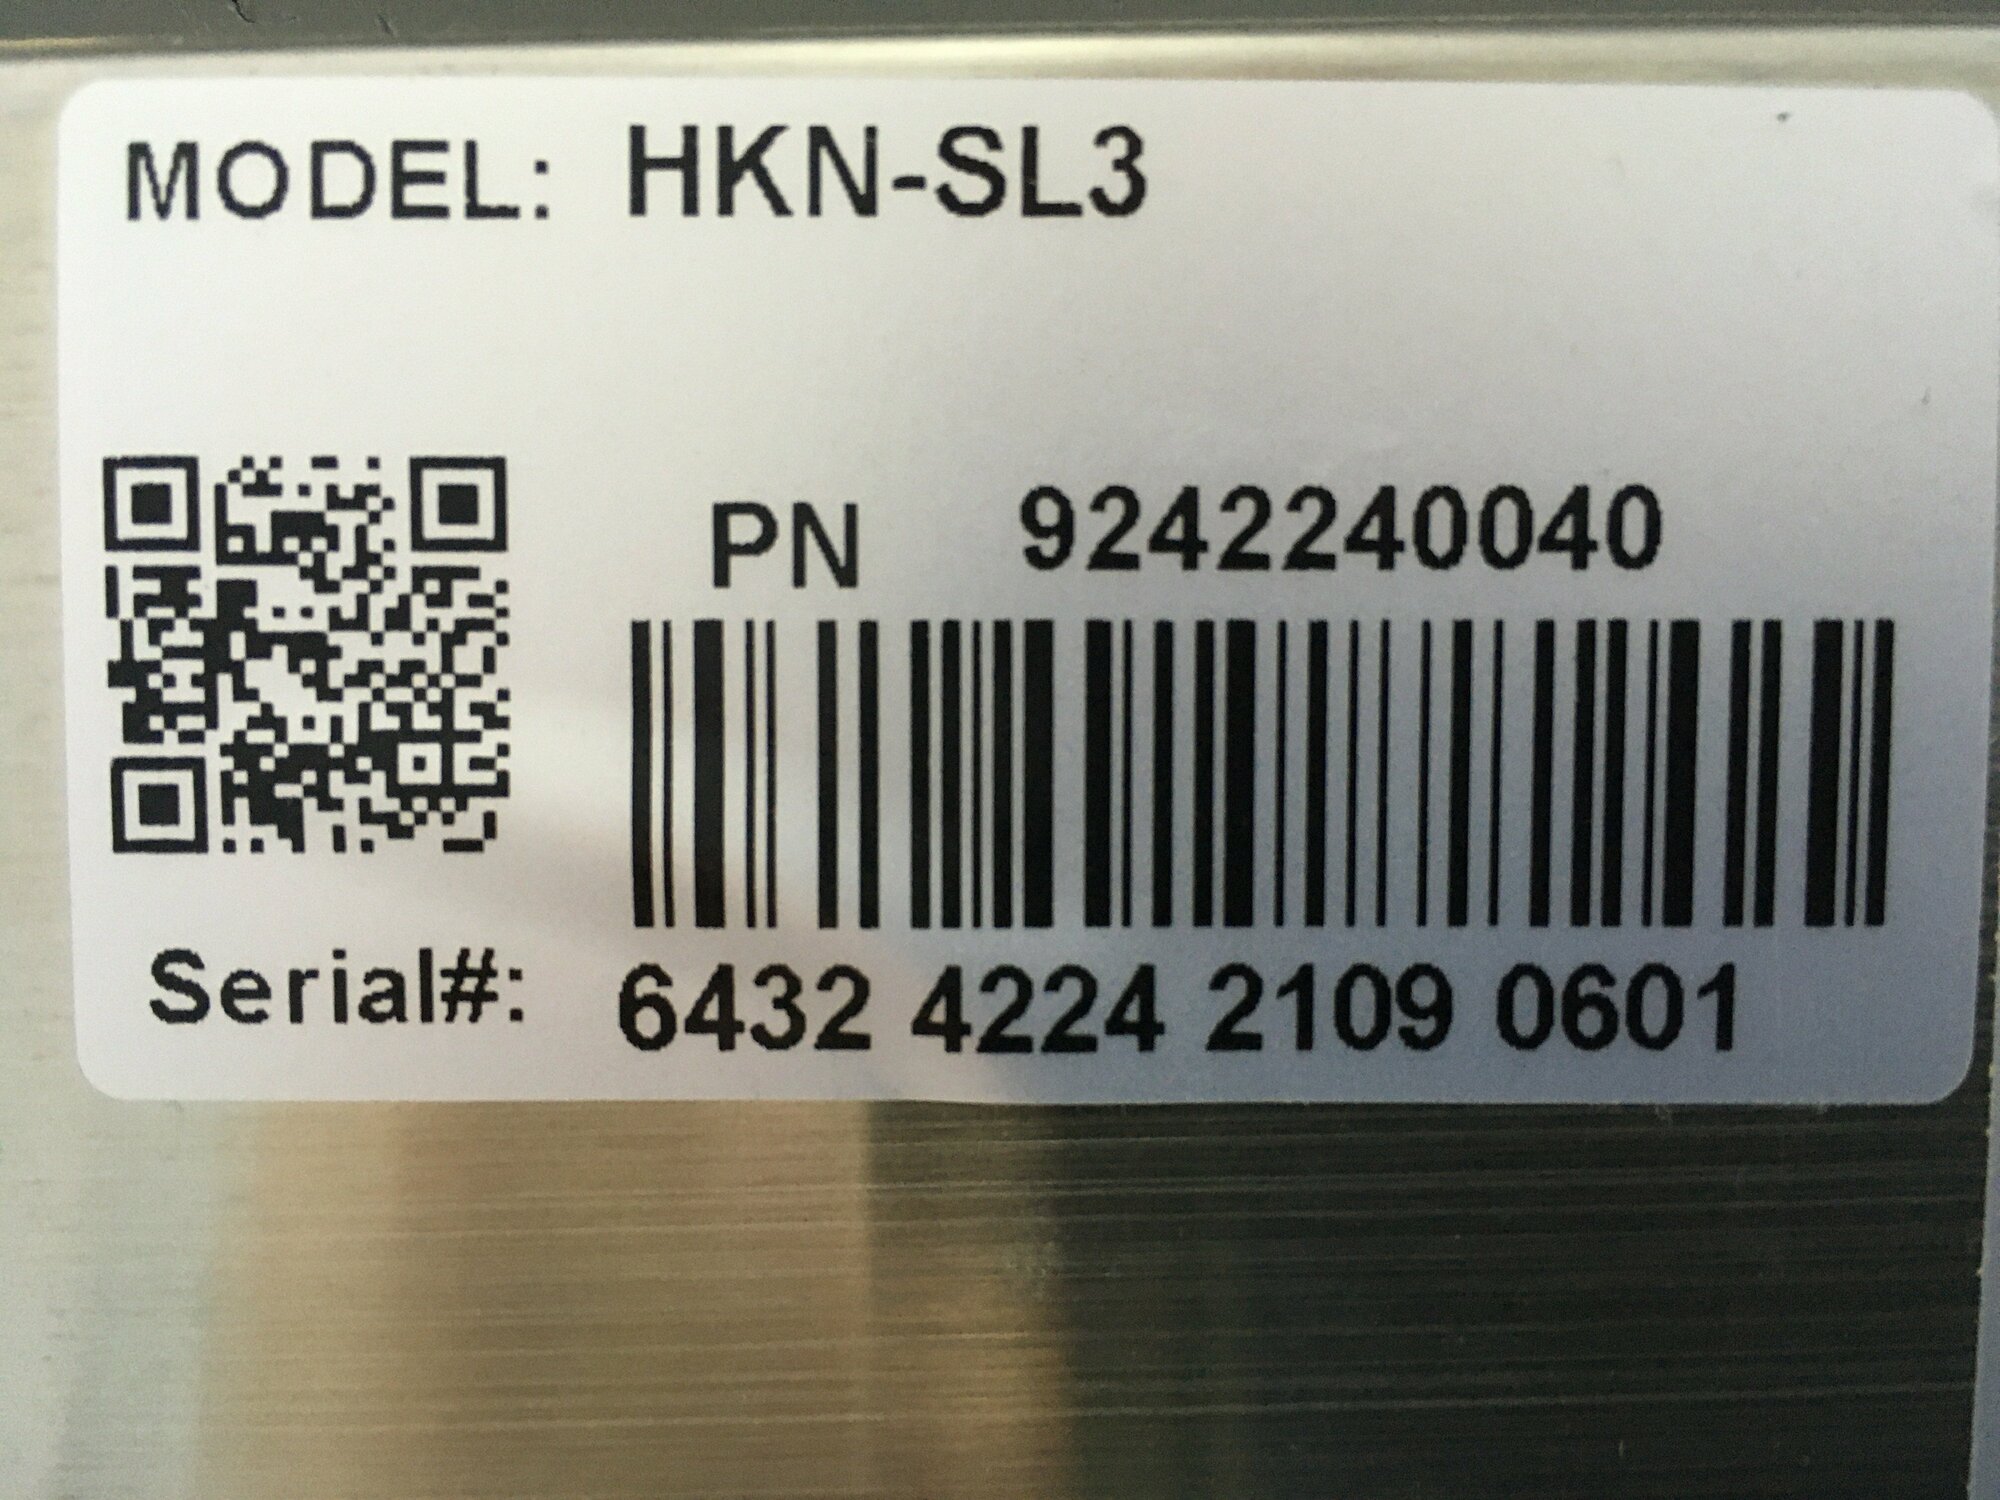 MODEL: HKN-SL3
PN 9242240040
Serial#: 6432 4224 2109 0601